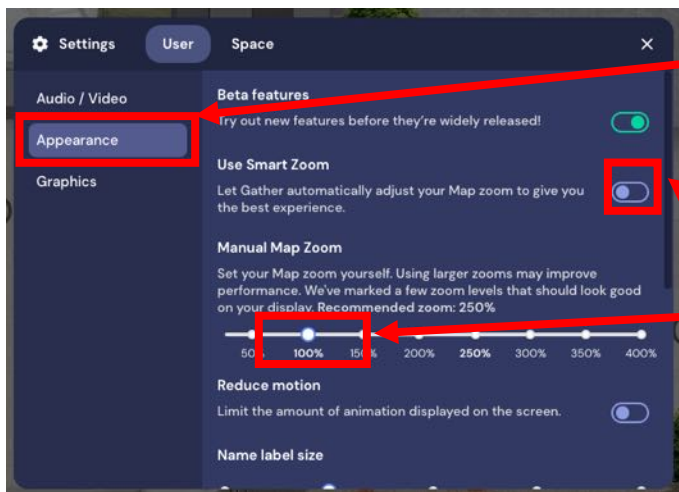 Settings User Space
Audio / Video
Appearance
Graphics
Beta features
Try out new features before they're widely released!
Use Smart Zoom
Let Gather automatically adjust your Map zoom to give you
the best experience.
Manual Map Zoom
Set your Map zoom yourself. Using larger zooms may improve
performance. We've marked a few zoom levels that should look good
on your display. Recommended zoom: 250%
50% 100% 150% 200% 250% 300% 350% 400%
Reduce motion
Limit the amount of animation displayed on the screen.
Name label size